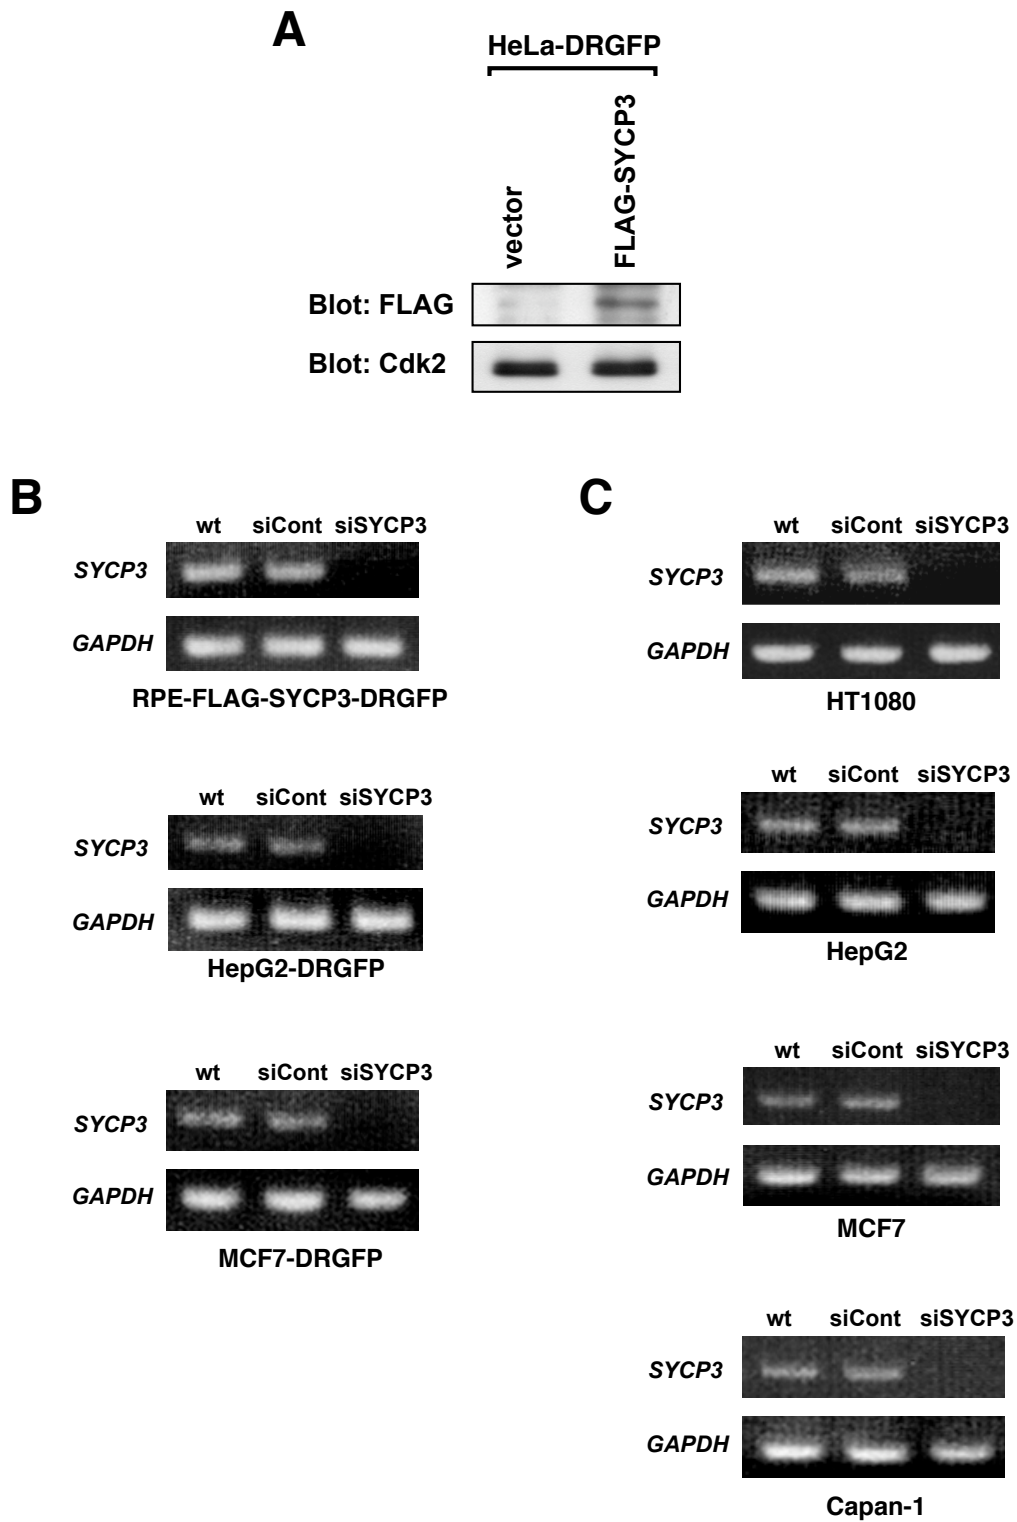 A
HeLa-DRGFP
vector
FLAG-SYCP3
Blot: FLAG
Blot: Cdk2
B
wt siCont siSYCP3
SYCP3
GAPDH
RPE-FLAG-SYCP3-DRGFP
wt siCont siSYCP3
SYCP3
GAPDH
HepG2-DRGFP
wt siCont siSYCP3
SYCP3
GAPDH
MCF7-DRGFP
C
wt siCont siSYCP3
SYCP3
GAPDH
HT1080
wt siCont siSYCP3
SYCP3
GAPDH
HepG2
wt siCont siSYCP3
SYCP3
GAPDH
MCF7
wt siCont siSYCP3
SYCP3
GAPDH
Capan-1